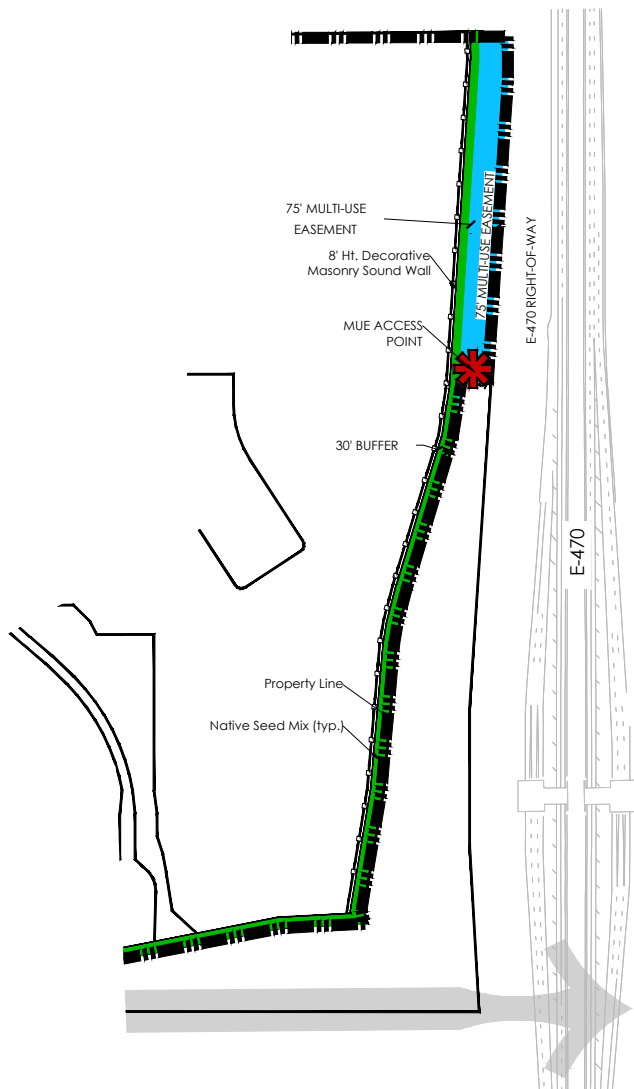 75' MULTI-USE
EASEMENT
8' Ht. Decorative
Masonry Sound Wall
75' MULTI-USE EASEMENT
E-470 RIGHT-OF-WAY
MUE ACCESS
POINT
30' BUFFER
E-470
Property Line
Native Seed Mix (typ.)